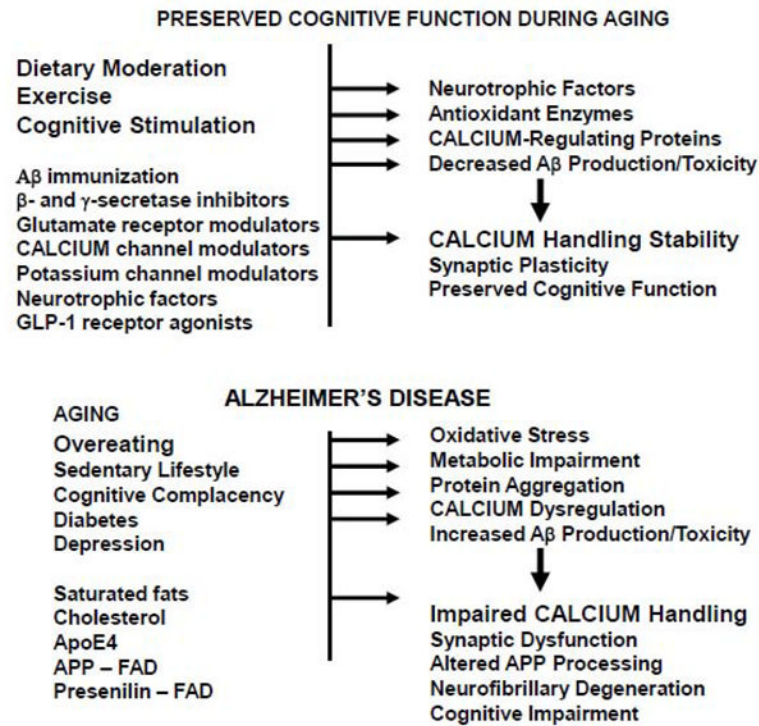 PRESERVED COGNITIVE FUNCTION DURING AGING
Dietary Moderation
Exercise
Cognitive Stimulation
Aβ immunization
β- and γ-secretase inhibitors
Glutamate receptor modulators
CALCIUM channel modulators
Potassium channel modulators
Neurotrophic factors
GLP-1 receptor agonists
Neurotrophic Factors
Antioxidant Enzymes
CALCIUM-Regulating Proteins
Decreased Aβ Production/Toxicity
CALCIUM Handling Stability
Synaptic Plasticity
Preserved Cognitive Function
ALZHEIMER'S DISEASE
AGING
Overeating
Sedentary Lifestyle
Cognitive Complacency
Diabetes
Depression
Saturated fats
Cholesterol
ApoE4
APP – FAD
Presenilin – FAD
Oxidative Stress
Metabolic Impairment
Protein Aggregation
CALCIUM Dysregulation
Increased Aβ Production/Toxicity
Impaired CALCIUM Handling
Synaptic Dysfunction
Altered APP Processing
Neurofibrillary Degeneration
Cognitive Impairment